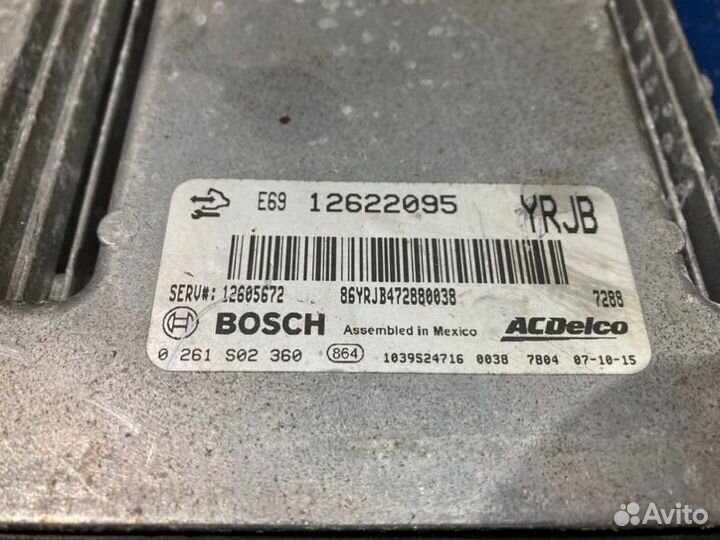 E69 12622095 YRJB
SERV#: 12605672 86YRJB472880038 7288
BOSCH Assembled in Mexico ACDelco
0 261 S02 360 864 1039S24716 0038 7804 07-10-15
Avito